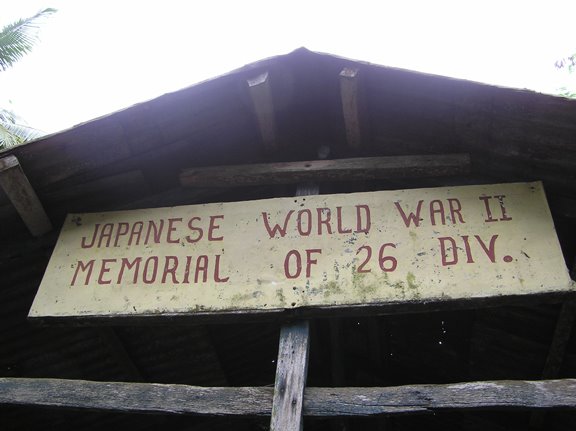 JAPANESE WORLD WAR II
MEMORIAL OF 26 DIV.